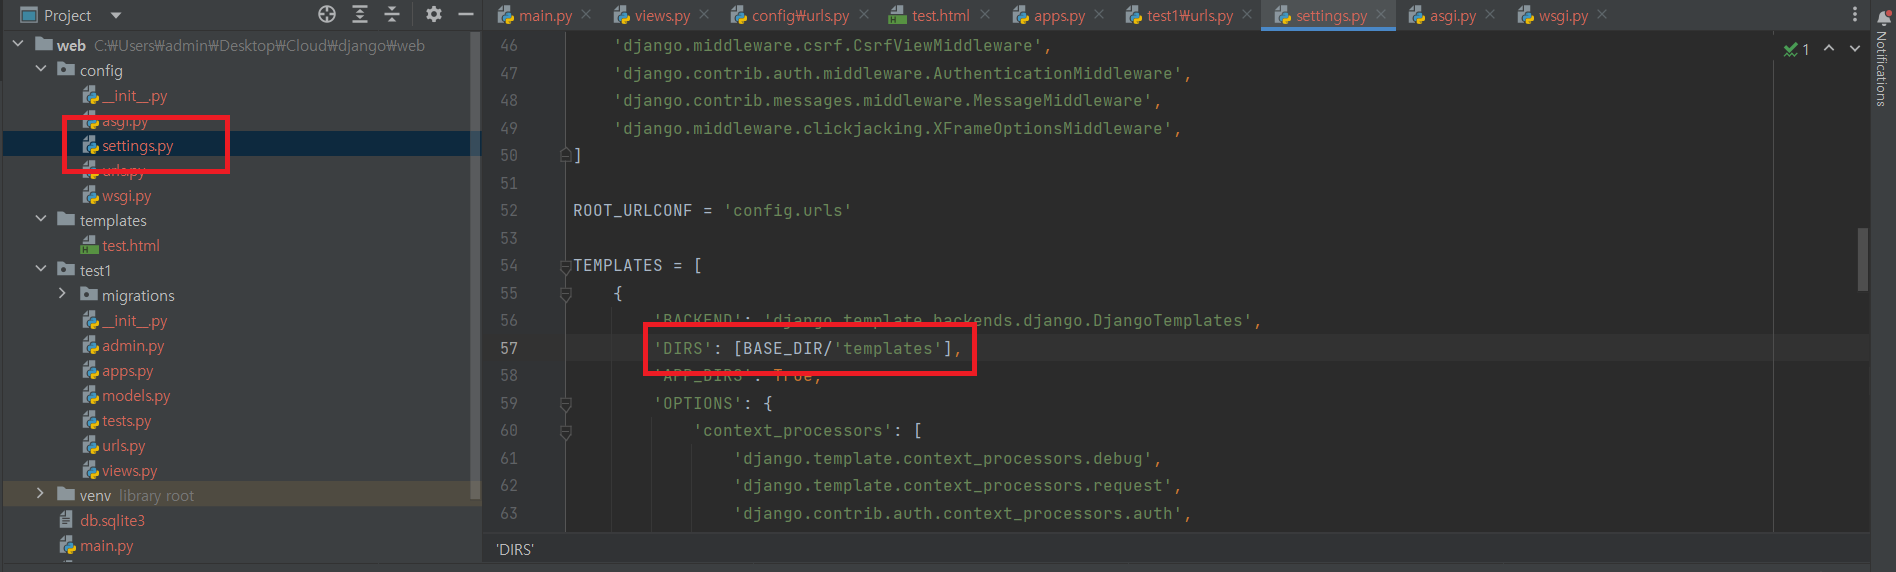 Project
main.py
views.py
config₩urls.py
test.html
apps.py
test1₩urls.py
settings.py
asgi.py
wsgi.py
Notifications
web C:₩Users₩admin₩Desktop₩Cloud₩django₩web
config
__init__.py
asgi.py
settings.py
urls.py
wsgi.py
templates
test.html
test1
migrations
__init__.py
admin.py
apps.py
models.py
tests.py
urls.py
views.py
venv library root
db.sqlite3
main.py
1
46 'django.middleware.csrf.CsrfViewMiddleware',
47 'django.contrib.auth.middleware.AuthenticationMiddleware',
48 'django.contrib.messages.middleware.MessageMiddleware',
49 'django.middleware.clickjacking.XFrameOptionsMiddleware',
50 ]
51
52 ROOT_URLCONF = 'config.urls'
53
54 TEMPLATES = [
55 {
56 'BACKEND': 'django.template.backends.django.DjangoTemplates',
57 'DIRS': [BASE_DIR/'templates'],
58 'APP_DIRS': True,
59 'OPTIONS': {
60 'context_processors': [
61 'django.template.context_processors.debug',
62 'django.template.context_processors.request',
63 'django.contrib.auth.context_processors.auth',
'DIRS'